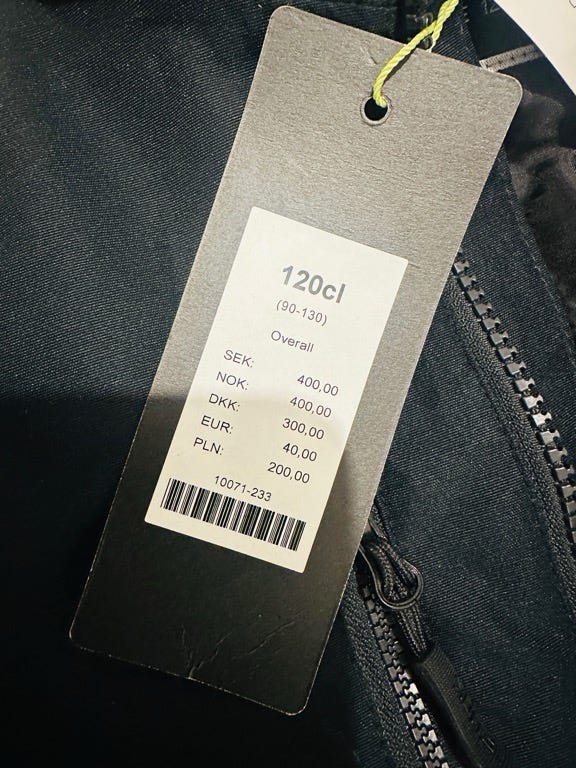 120cl
(90-130)
Overall
SEK: 400,00
NOK: 400,00
DKK: 300,00
EUR: 40,00
PLN: 200,00
10071-233